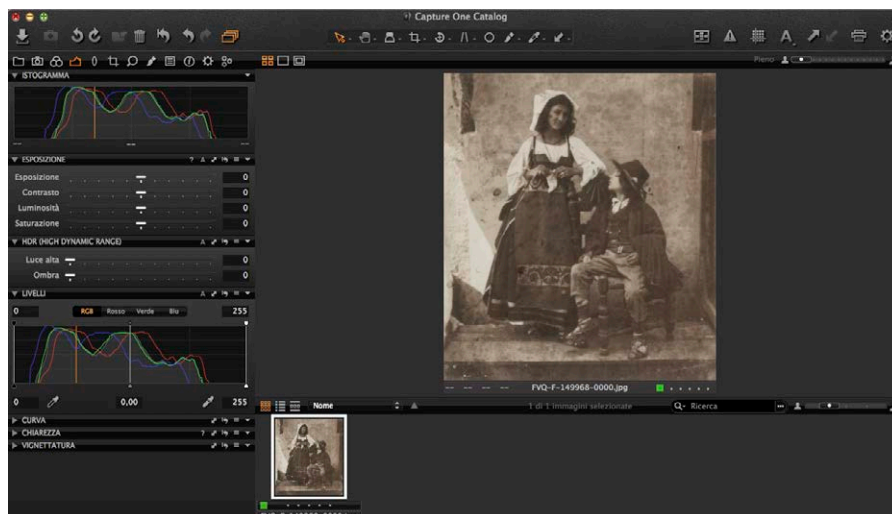 Capture One Catalog
Pieno
ISTOGRAMMA
-- -- --
ESPOSIZIONE ? A
Esposizione 0
Contrasto 0
Luminosità 0
Saturazione 0
HDR (HIGH DYNAMIC RANGE) A
Luce alta 0
Ombra 0
LIVELLI A
0 RGB Rosso Verde Blu 255
0 0,00 255
CURVA
CHIAREZZA ?
VIGNETTATURA
-- -- -- -- FVQ-F-149968-0000.jpg
Nome 1 di 1 immagini selezionate Ricerca